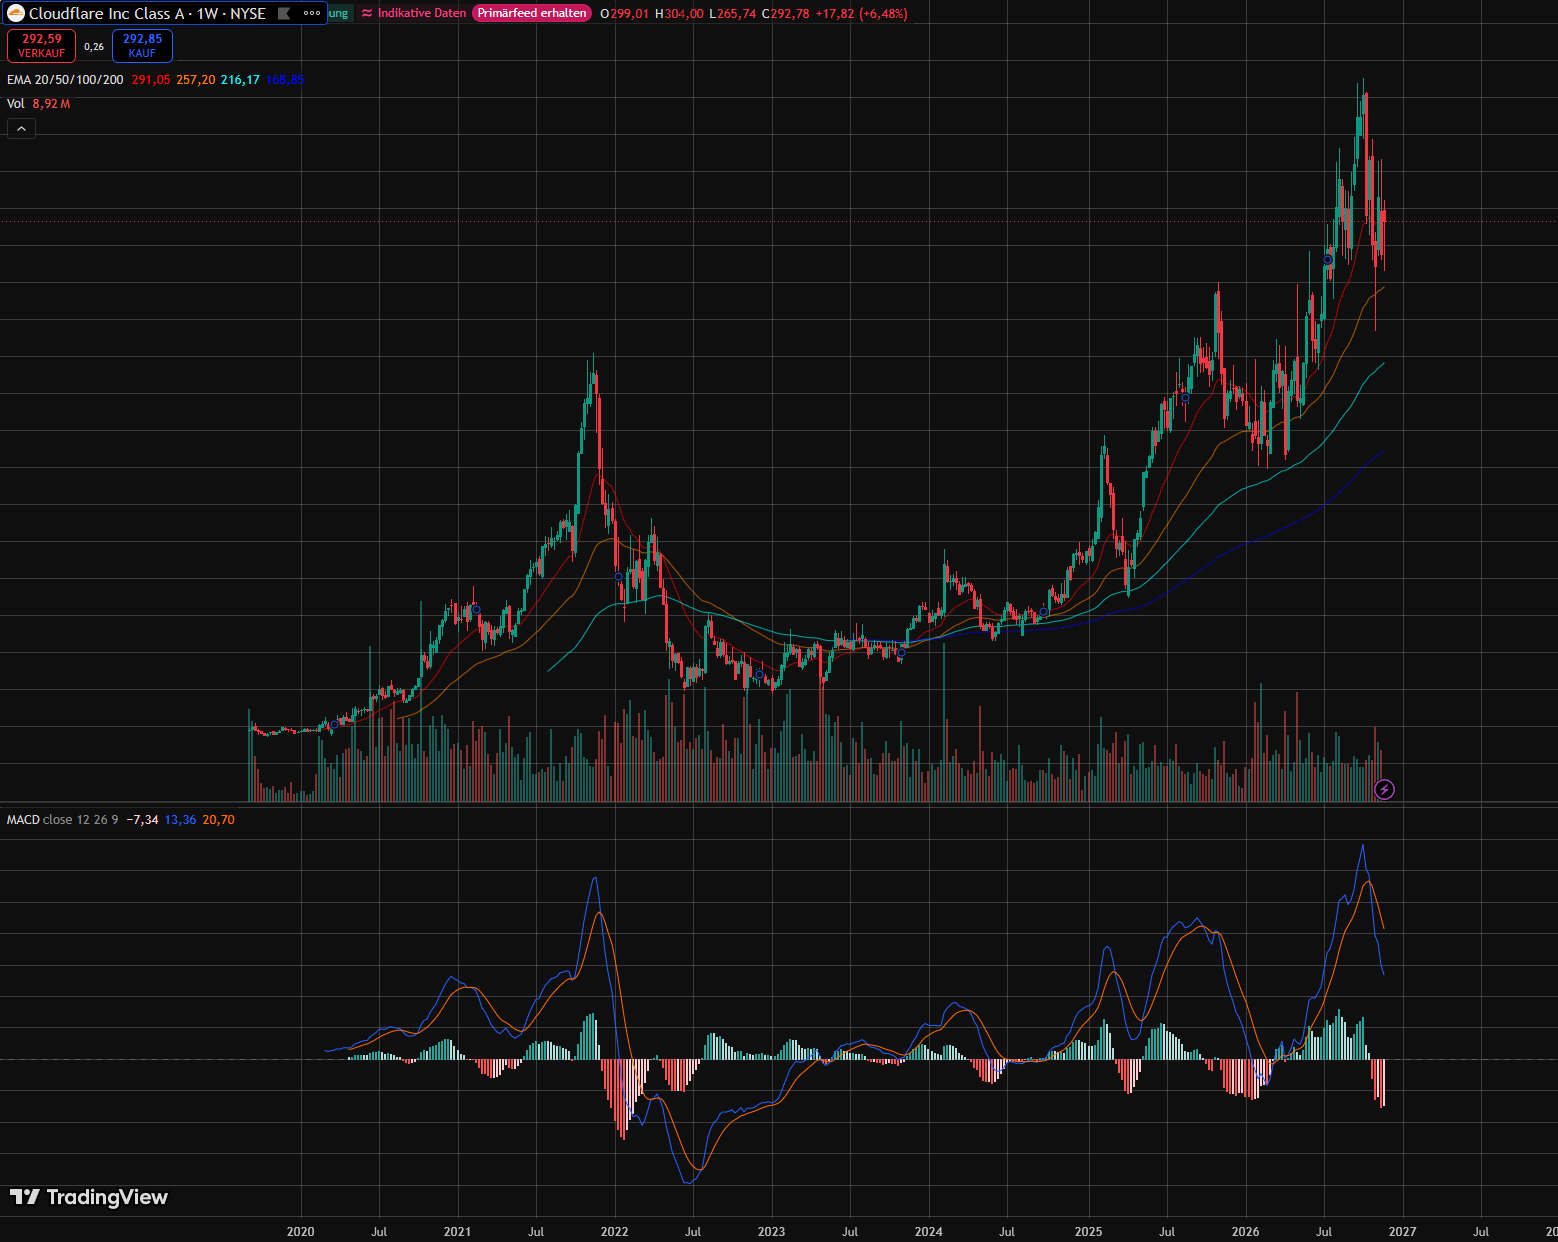 Cloudflare Inc Class A · 1W · NYSE ung ≈ Indikative Daten Primärfeed erhalten O299,01 H304,00 L265,74 C292,78 +17,82 (+6,48%)
292,59 0,26 292,85
VERKAUF KAUF
EMA 20/50/100/200 291,05 257,20 216,17 168,85
Vol 8,92 M
MACD close 12 26 9 −7,34 13,36 20,70
TradingView
2020 Jul 2021 Jul 2022 Jul 2023 Jul 2024 Jul 2025 Jul 2026 Jul 2027 Jul 20